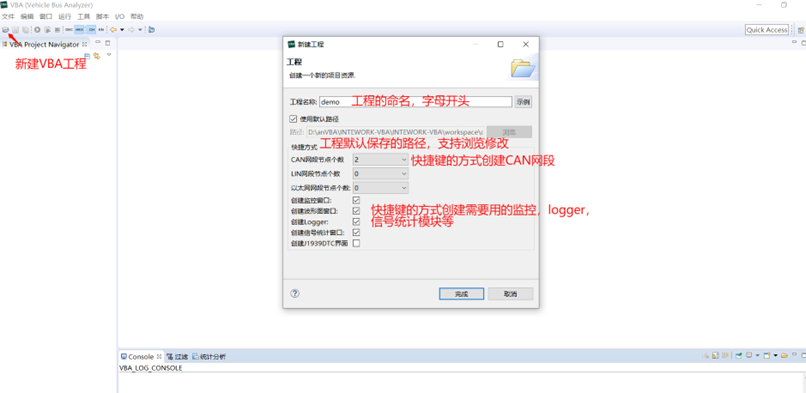 VBA (Vehicle Bus Analyzer)
文件 编辑 窗口 运行 工具 脚本 I/O 帮助
Quick Access
VBA Project Navigator
新建VBA工程
新建工程
工程
创建一个新的项目资源.
工程名称: demo 示例
工程的命名，字母开头
使用默认路径
路径: D:\anVBA\INTEWORK-VBA\INTEWORK-VBA\workspace\ 浏览
工程默认保存的路径，支持浏览修改
快捷方式
CAN网段节点个数 2
快捷键的方式创建CAN网段
LIN网段节点个数: 0
以太网网段节点个数: 0
创建监控窗口:
创建波形图窗口:
快捷键的方式创建需要用的监控，logger，
创建Logger:
信号统计模块等
创建信号统计窗口:
创建J1939DTC界面
完成 取消
Console 过滤 统计分析
VBA_LOG_CONSOLE